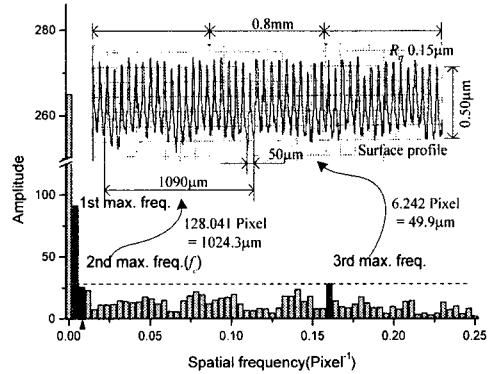 0.8mm
280
Rq 0.15μm
260
0.50μm
Surface profile
50μm
1090μm
100
1st max. freq.
128.041 Pixel
= 1024.3μm
6.242 Pixel
= 49.9μm
50
2nd max. freq.(fc)
3rd max. freq.
25
0
Amplitude
0.00 0.05 0.10 0.15 0.20 0.25
Spatial frequency(Pixel⁻¹)